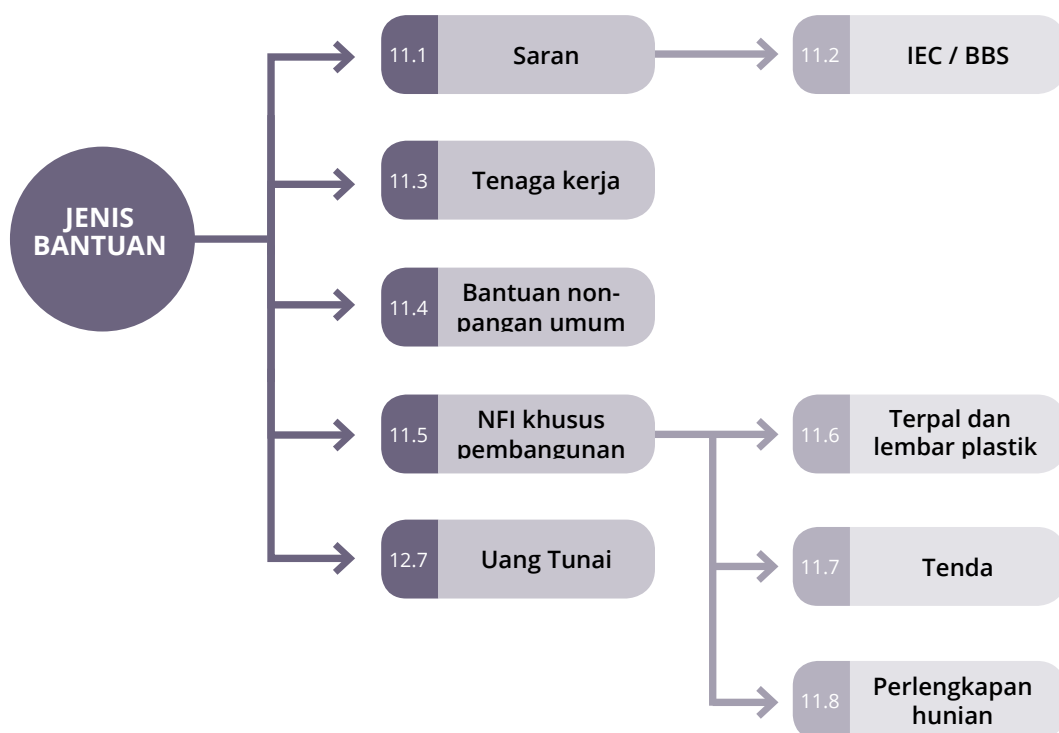 JENIS
BANTUAN
11.1
Saran
11.2
IEC / BBS
11.3
Tenaga kerja
11.4
Bantuan non-
pangan umum
11.5
NFI khusus
pembangunan
11.6
Terpal dan
lembar plastik
12.7
Uang Tunai
11.7
Tenda
11.8
Perlengkapan
hunian